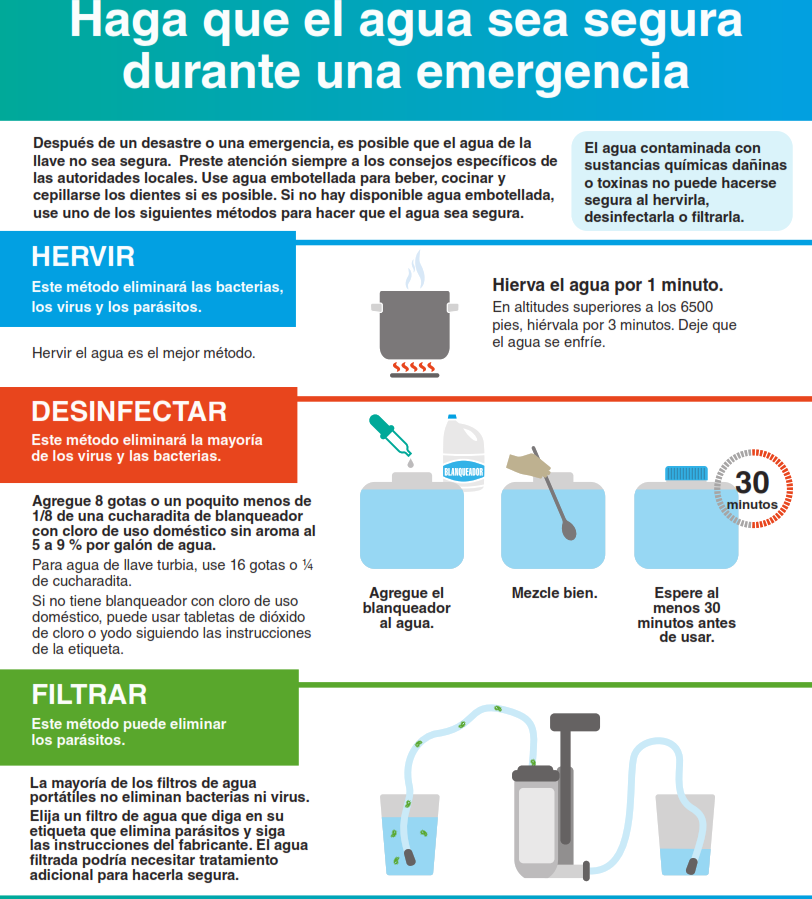 Haga que el agua sea segura
durante una emergencia
Después de un desastre o una emergencia, es posible que el agua de la
llave no sea segura. Preste atención siempre a los consejos específicos de
las autoridades locales. Use agua embotellada para beber, cocinar y
cepillarse los dientes si es posible. Si no hay disponible agua embotellada,
use uno de los siguientes métodos para hacer que el agua sea segura.
El agua contaminada con
sustancias químicas dañinas
o toxinas no puede hacerse
segura al hervirla,
desinfectarla o filtrarla.
HERVIR
Este método eliminará las bacterias,
los virus y los parásitos.
Hervir el agua es el mejor método.
Hierva el agua por 1 minuto.
En altitudes superiores a los 6500
pies, hiérvala por 3 minutos. Deje que
el agua se enfríe.
DESINFECTAR
Este método eliminará la mayoría
de los virus y las bacterias.
Agregue 8 gotas o un poquito menos de
1/8 de una cucharadita de blanqueador
con cloro de uso doméstico sin aroma al
5 a 9 % por galón de agua.
Para agua de llave turbia, use 16 gotas o ¼
de cucharadita.
Si no tiene blanqueador con cloro de uso
doméstico, puede usar tabletas de dióxido
de cloro o yodo siguiendo las instrucciones
de la etiqueta.
BLANQUEADOR
30
minutos
Agregue el
blanqueador
al agua.
Mezcle bien.
Espere al
menos 30
minutos antes
de usar.
FILTRAR
Este método puede eliminar
los parásitos.
La mayoría de los filtros de agua
portátiles no eliminan bacterias ni virus.
Elija un filtro de agua que diga en su
etiqueta que elimina parásitos y siga
las instrucciones del fabricante. El agua
filtrada podría necesitar tratamiento
adicional para hacerla segura.